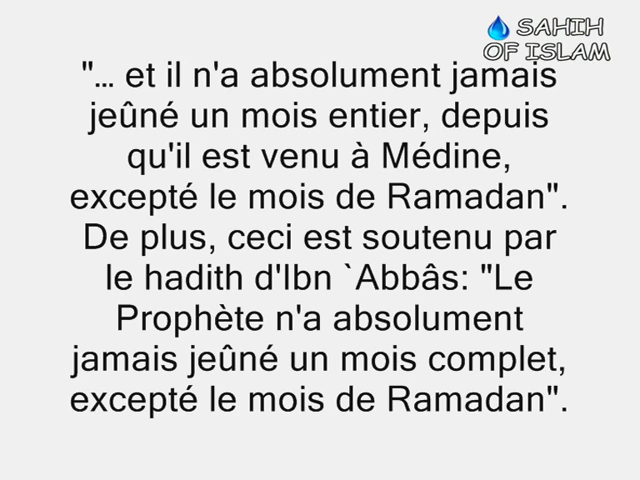 SAHIH
OF ISLAM
"... et il n'a absolument jamais
jeûné un mois entier, depuis
qu'il est venu à Médine,
excepté le mois de Ramadan".
De plus, ceci est soutenu par
le hadith d'Ibn `Abbâs: "Le
Prophète n'a absolument
jamais jeûné un mois complet,
excepté le mois de Ramadan".